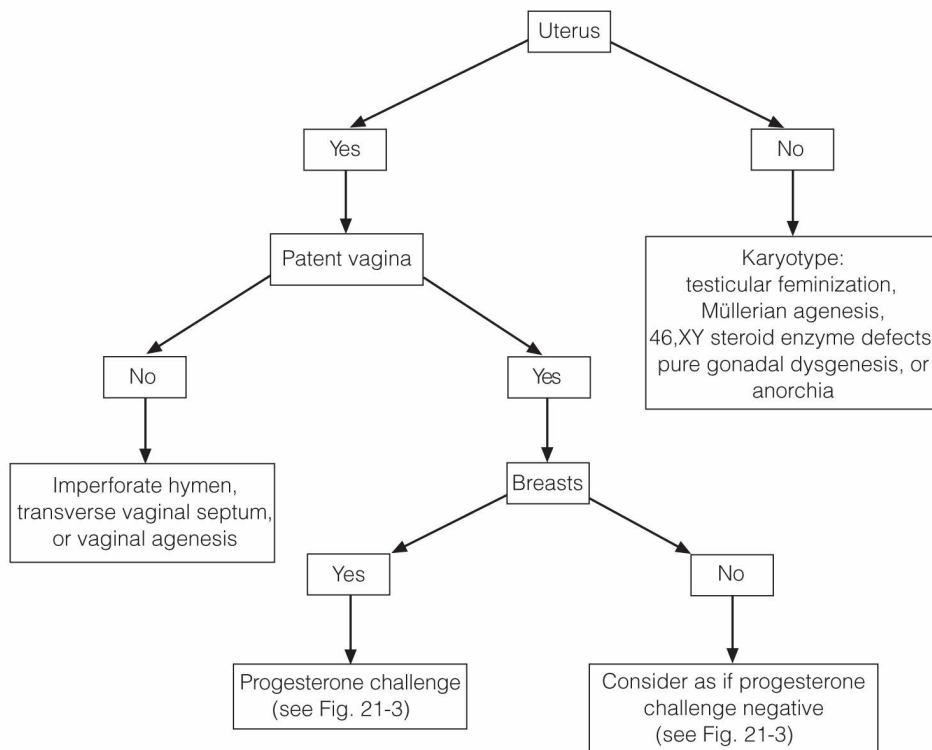 Uterus
Yes
No
Patent vagina
Karyotype:
testicular feminization,
Müllerian agenesis,
46,XY steroid enzyme defects
pure gonadal dysgenesis, or
anorchia
No
Yes
Imperforate hymen,
transverse vaginal septum,
or vaginal agenesis
Breasts
Yes
No
Progesterone challenge
(see Fig. 21-3)
Consider as if progesterone
challenge negative
(see Fig. 21-3)